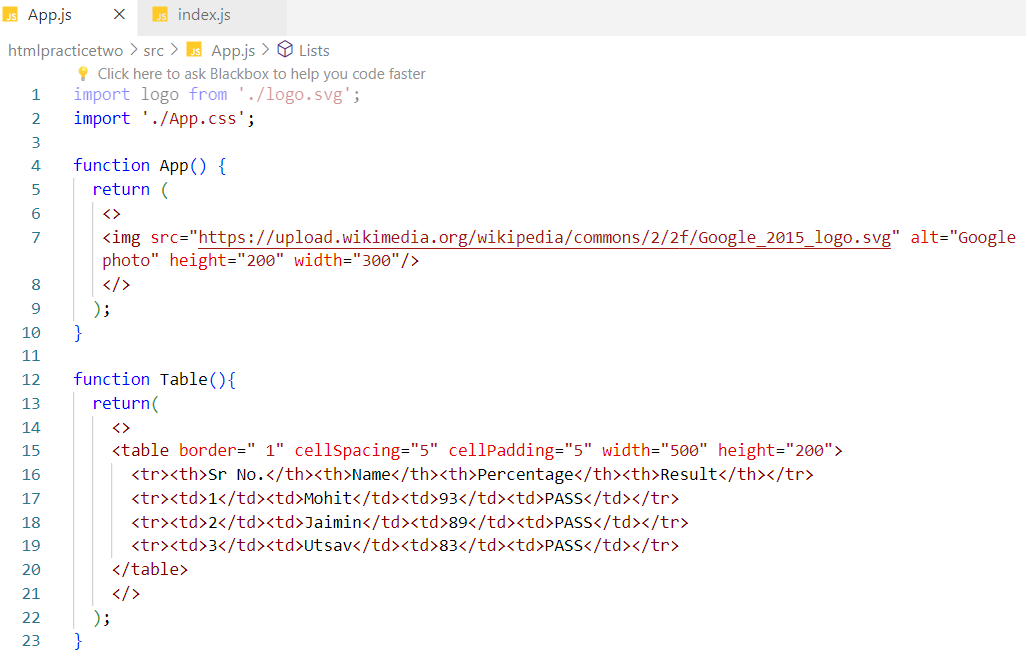 JS App.js × JS index.js
htmlpracticetwo > src > JS App.js > Lists
Click here to ask Blackbox to help you code faster
1 import logo from './logo.svg';
2 import './App.css';
3
4 function App() {
5 return (
6 <>
7 <img src="https://upload.wikimedia.org/wikipedia/commons/2/2f/Google_2015_logo.svg" alt="Google
photo" height="200" width="300"/>
8 </>
9 );
10 }
11
12 function Table(){
13 return(
14 <>
15 <table border=" 1" cellSpacing="5" cellPadding="5" width="500" height="200">
16 <tr><th>Sr No.</th><th>Name</th><th>Percentage</th><th>Result</th></tr>
17 <tr><td>1</td><td>Mohit</td><td>93</td><td>PASS</td></tr>
18 <tr><td>2</td><td>Jaimin</td><td>89</td><td>PASS</td></tr>
19 <tr><td>3</td><td>Utsav</td><td>83</td><td>PASS</td></tr>
20 </table>
21 </>
22 );
23 }